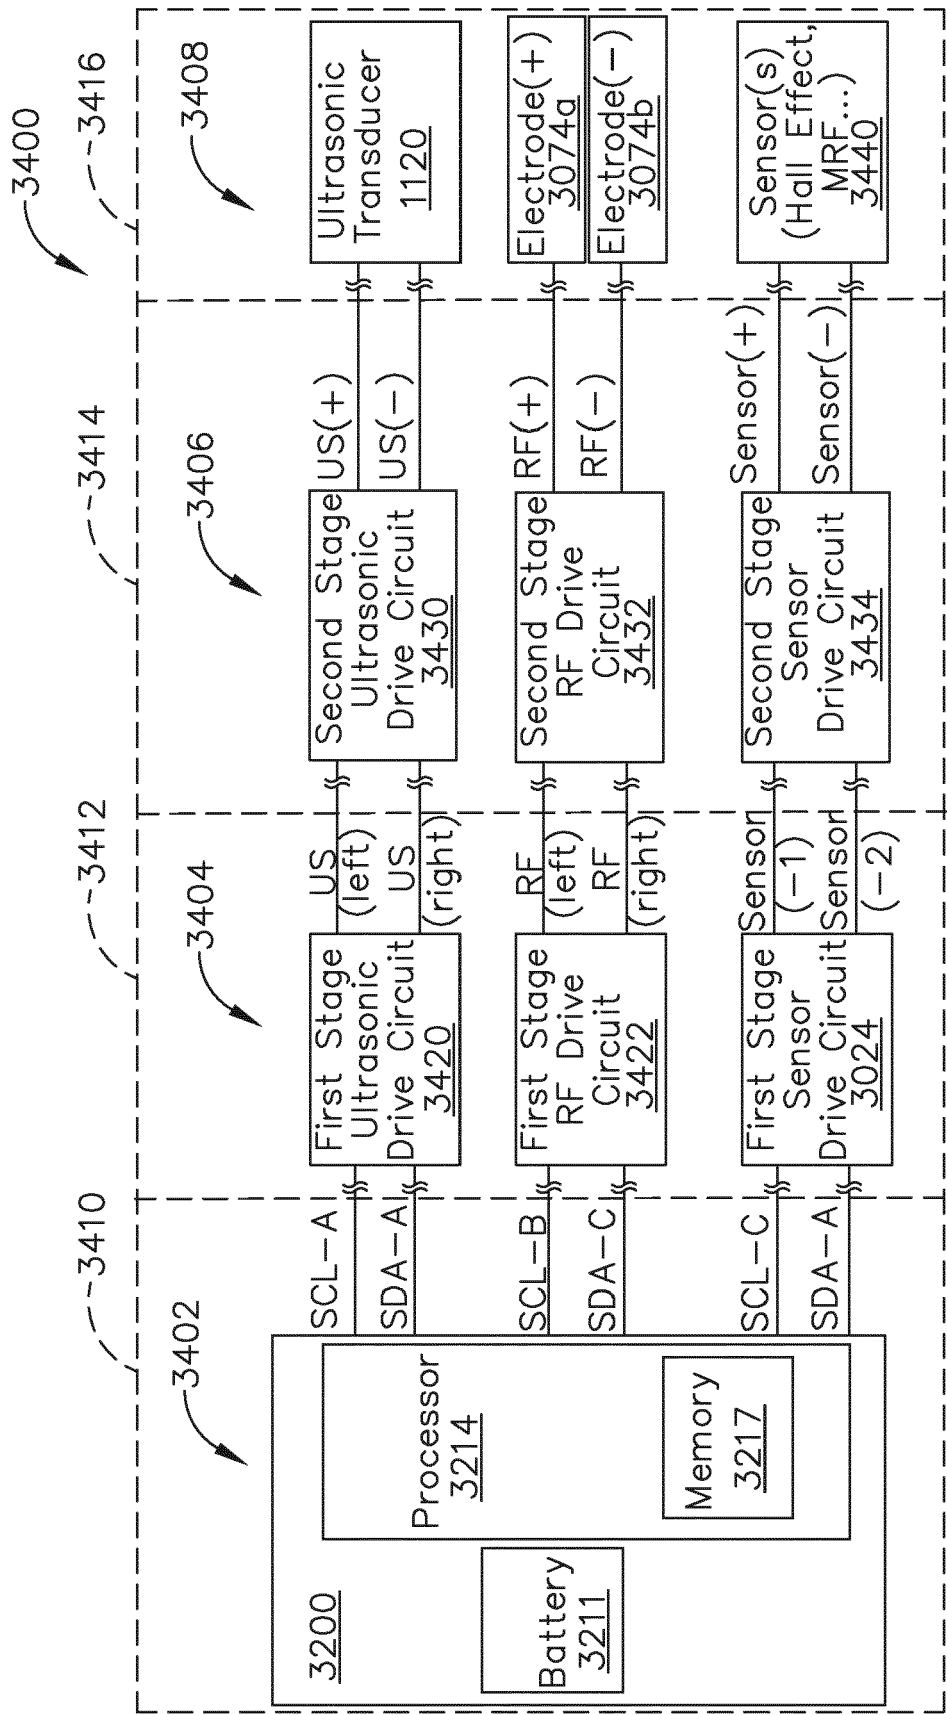 3400
3410
3412
3414
3416
3402
3404
3406
3408
3200
Battery
3211
Processor
3214
Memory
3217
SCL-A
SDA-A
SCL-B
SDA-C
SCL-C
SDA-A
First Stage
Ultrasonic
Drive Circuit
3420
First Stage
RF Drive
Circuit
3422
First Stage
Sensor
Drive Circuit
3024
US
(left)
US
(right)
RF
(left)
RF
(right)
Sensor
(-1)
Sensor
(-2)
Second Stage
Ultrasonic
Drive Circuit
3430
Second Stage
RF Drive
Circuit
3432
Second Stage
Sensor
Drive Circuit
3434
US(+)
US(-)
RF(+)
RF(-)
Sensor(+)
Sensor(-)
Ultrasonic
Transducer
1120
Electrode(+)
3074a
Electrode(-)
3074b
Sensor(s)
(Hall Effect,
MRF...)
3440